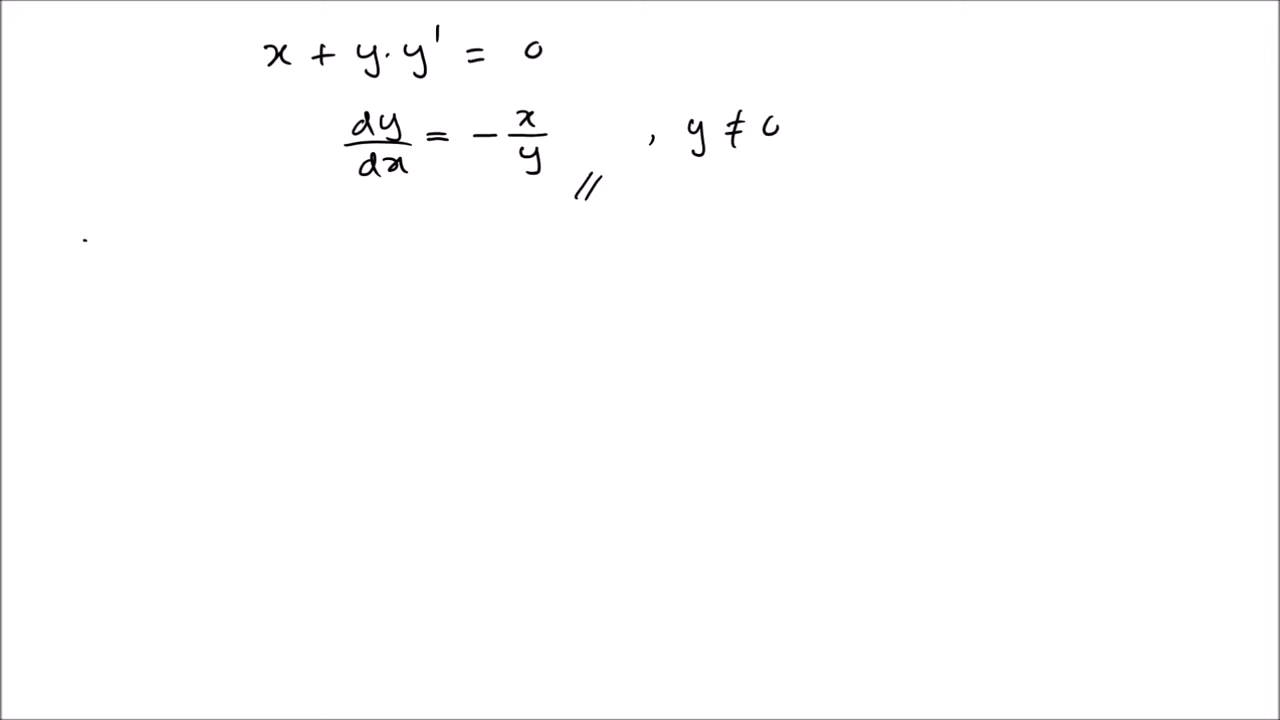 x + y · y' = 0
dy/dx = - x/y , y ≠ 0
//